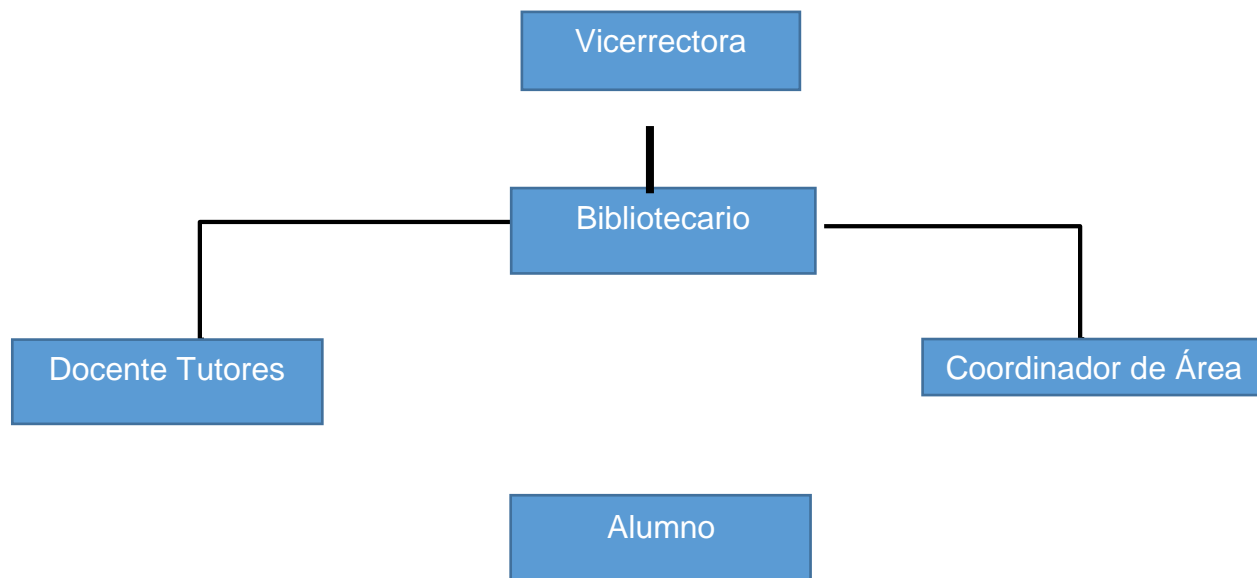 Vicerrectora
Bibliotecario
Docente Tutores
Coordinador de Área
Alumno